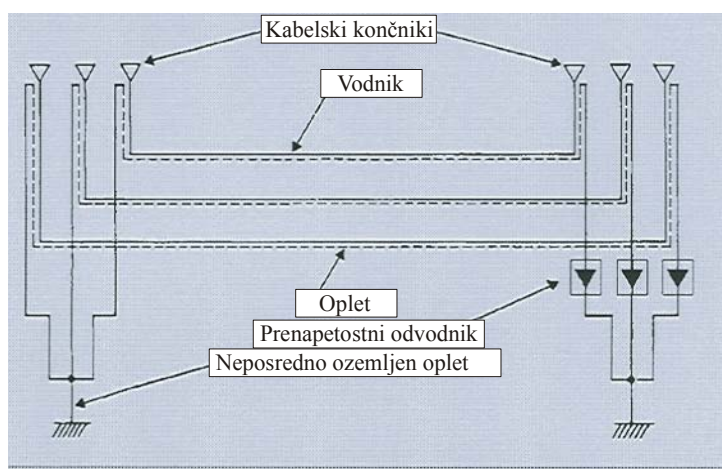 Kabelski končniki
Vodnik
Oplet
Prenapetostni odvodnik
Neposredno ozemljen oplet